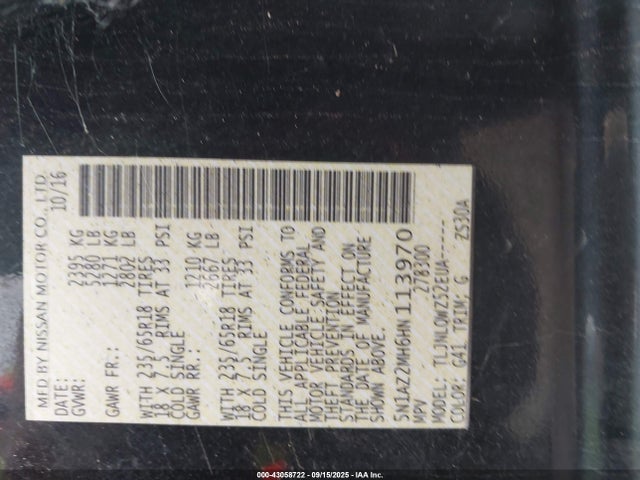 MFD BY NISSAN MOTOR CO., LTD.
DATE: 10/16
GVWR: 2395 KG
5280 LB
GAWR FR.: 1271 KG
2802 LB
WITH 235/65R18 TIRES
18 X 7.5 RIMS AT 33 PSI
COLD SINGLE
GAWR RR.: 1210 KG
2667 LB
WITH 235/65R18 TIRES
18 X 7.5 RIMS AT 33 PSI
COLD SINGLE
THIS VEHICLE CONFORMS TO
ALL APPLICABLE FEDERAL
MOTOR VEHICLE SAFETY AND
THEFT PREVENTION
STANDARDS IN EFFECT ON
THE DATE OF MANUFACTURE
SHOWN ABOVE.
5N1AZ2MH6HN113970
MPV 278300
MODEL: TLJNLOWZ52EUA-----
COLOR: G41 TRIM: G ZS30A
000-43058722 - 09/15/2025 - IAA Inc.